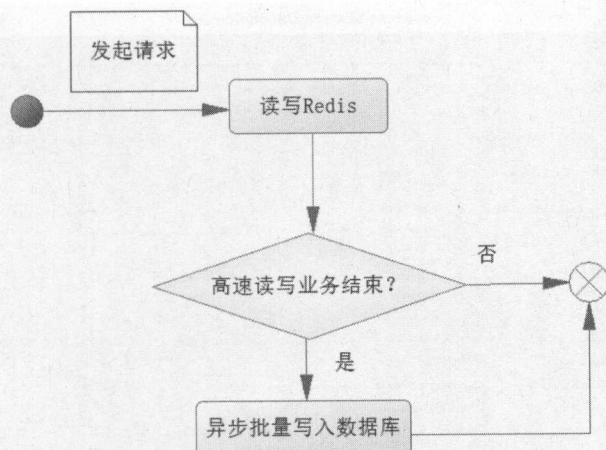 发起请求
读写Redis
高速读写业务结束?
否
是
异步批量写入数据库